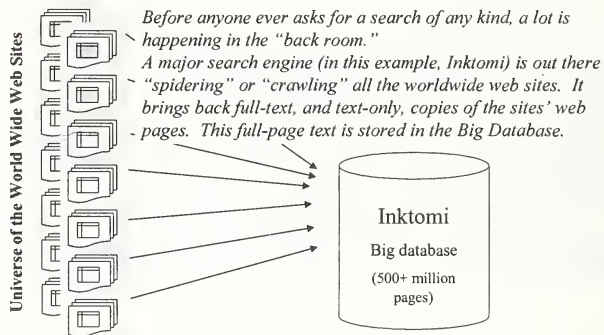 Universe of the World Wide Web Sites
Before anyone ever asks for a search of any kind, a lot is
happening in the “back room.”
A major search engine (in this example, Inktomi) is out there
“spidering” or “crawling” all the worldwide web sites. It
brings back full-text, and text-only, copies of the sites’ web
pages. This full-page text is stored in the Big Database.
Inktomi
Big database
(500+ million
pages)